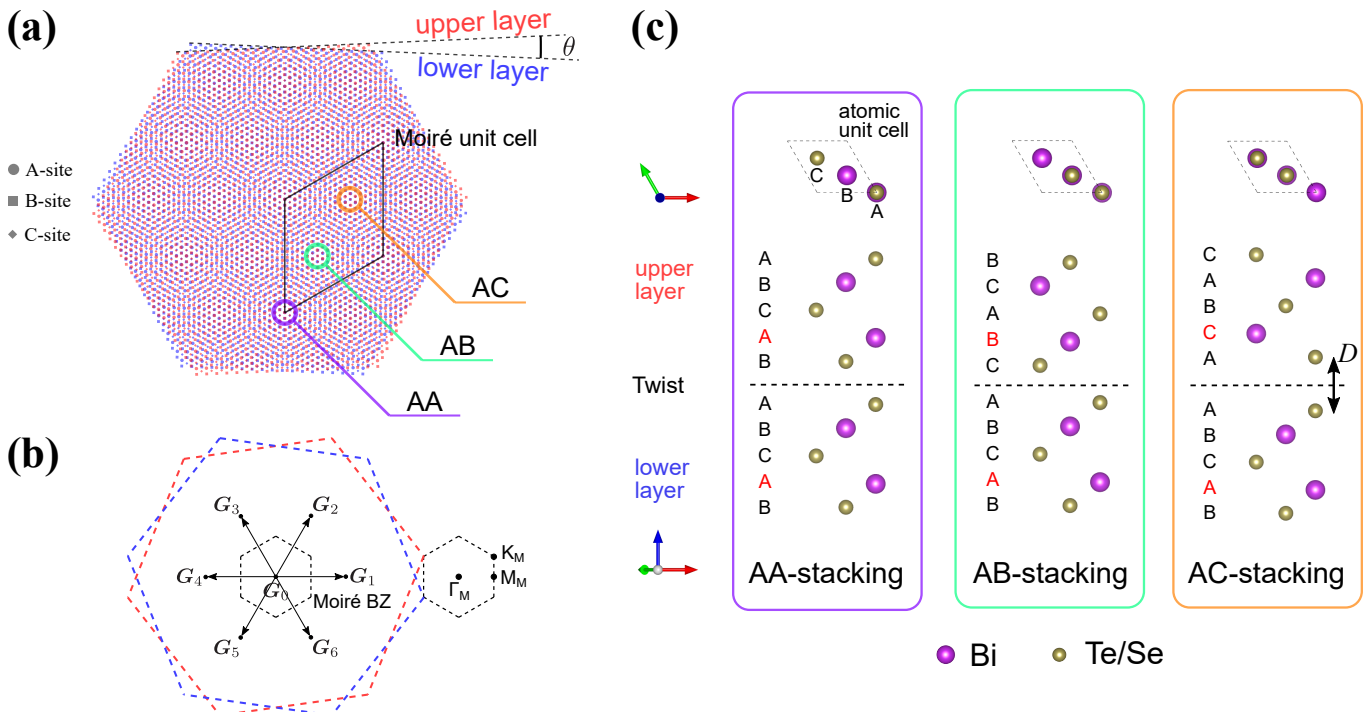 (a)
upper layer
θ
lower layer
Moiré unit cell
A-site
B-site
C-site
AC
AB
AA
(b)
G3
G2
G4
G0
G1
G5
G6
Moiré BZ
KM
MM
ΓM
(c)
atomic
unit cell
C
B
A
upper
layer
A
B
C
A
B
Twist
A
B
C
A
B
lower
layer
AA-stacking
B
C
A
B
C
A
B
C
A
B
AB-stacking
C
A
B
C
A
D
A
B
C
A
B
AC-stacking
Bi
Te/Se